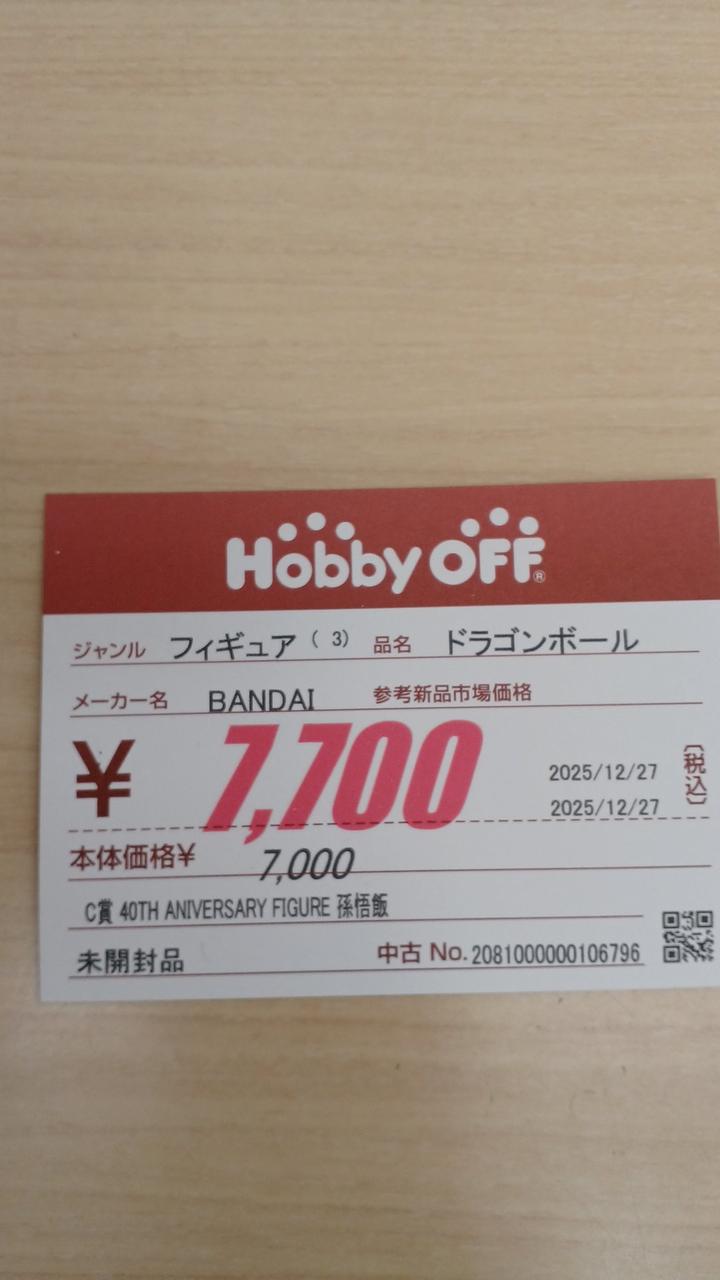 Hobby OFF®
ジャンル フィギュア ( 3) 品名 ドラゴンボール
メーカー名 BANDAI 参考新品市場価格
¥ 7,700 2025/12/27 〔税込〕
2025/12/27
本体価格¥ 7,000
C賞 40TH ANIVERSARY FIGURE 孫悟飯
未開封品 中古 No. 2081000000106796